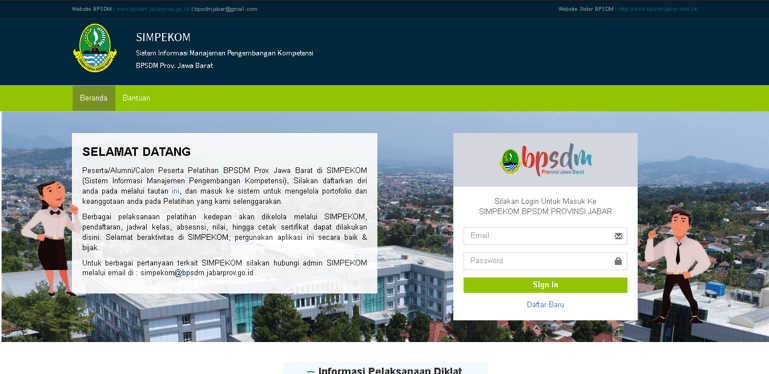 Website BPSDM : www.bpsdm.jabarprov.go.id | bpsdmjabar@gmail.com
Website Sister BPSDM : http://www.bpsdmjabar.web.id/
SIMPEKOM
Sistem Informasi Manajemen Pengembangan Kompetensi
BPSDM Prov. Jawa Barat
Beranda
Bantuan
SELAMAT DATANG
Peserta/Alumni/Calon Peserta Pelatihan BPSDM Prov. Jawa Barat di SIMPEKOM
(Sistem Informasi Manajemen Pengembangan Kompetensi), Silakan daftarkan diri
anda pada melalui tautan ini, dan masuk ke sistem untuk mengelola portofolio dan
keanggotaan anda pada Pelatihan yang kami selenggarakan.
Berbagai pelaksanaan pelatihan kedepan akan dikelola melalui SIMPEKOM,
pendaftaran, jadwal kelas, absesnsi, nilai, hingga cetak sertifikat dapat dilakukan
disini. Selamat beraktivitas di SIMPEKOM, pergunakan aplikasi ini secara baik &
bijak.
Untuk berbagai pertanyaan terkait SIMPEKOM silakan hubungi admin SIMPEKOM
melalui email di : simpekom@bpsdm.jabarprov.go.id
bpsdm
Provinsi Jawa Barat
Silakan Login Untuk Masuk Ke
SIMPEKOM BPSDM PROVINSI JABAR
Email
Password
Sign In
Daftar Baru
— Informasi Pelaksanaan Diklat